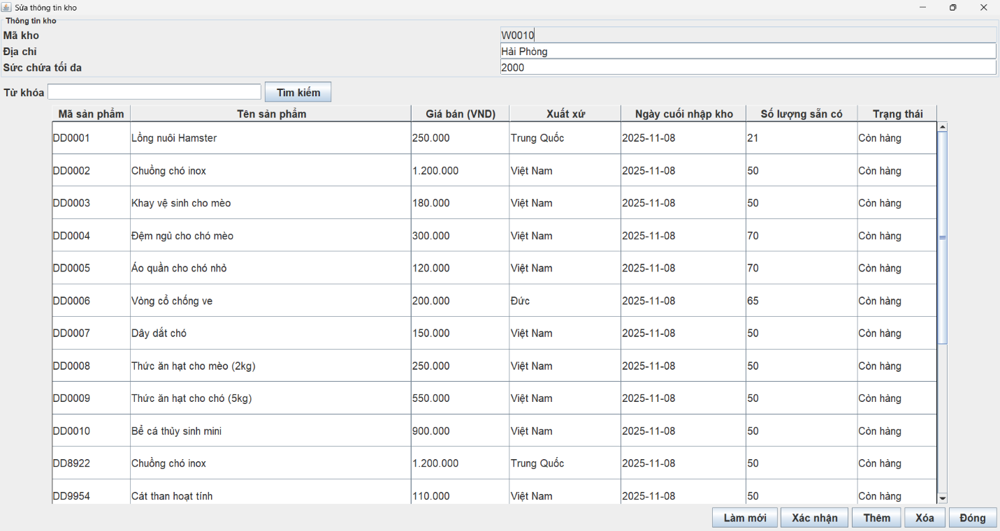 Sửa thông tin kho
Thông tin kho
Mã kho W0010
Địa chỉ Hải Phòng
Sức chứa tối đa 2000
Từ khóa Tìm kiếm
Mã sản phẩm Tên sản phẩm Giá bán (VND) Xuất xứ Ngày cuối nhập kho Số lượng sẵn có Trạng thái
DD0001 Lồng nuôi Hamster 250.000 Trung Quốc 2025-11-08 21 Còn hàng
DD0002 Chuồng chó inox 1.200.000 Việt Nam 2025-11-08 50 Còn hàng
DD0003 Khay vệ sinh cho mèo 180.000 Việt Nam 2025-11-08 50 Còn hàng
DD0004 Đệm ngủ cho chó mèo 300.000 Việt Nam 2025-11-08 70 Còn hàng
DD0005 Áo quần cho chó nhỏ 120.000 Việt Nam 2025-11-08 70 Còn hàng
DD0006 Vòng cổ chống ve 200.000 Đức 2025-11-08 65 Còn hàng
DD0007 Dây dắt chó 150.000 Việt Nam 2025-11-08 50 Còn hàng
DD0008 Thức ăn hạt cho mèo (2kg) 250.000 Việt Nam 2025-11-08 50 Còn hàng
DD0009 Thức ăn hạt cho chó (5kg) 550.000 Việt Nam 2025-11-08 50 Còn hàng
DD0010 Bể cá thủy sinh mini 900.000 Việt Nam 2025-11-08 50 Còn hàng
DD8922 Chuồng chó inox 1.200.000 Trung Quốc 2025-11-08 50 Còn hàng
DD9954 Cát than hoạt tính 110.000 Việt Nam 2025-11-08 50 Còn hàng
Làm mới Xác nhận Thêm Xóa Đóng